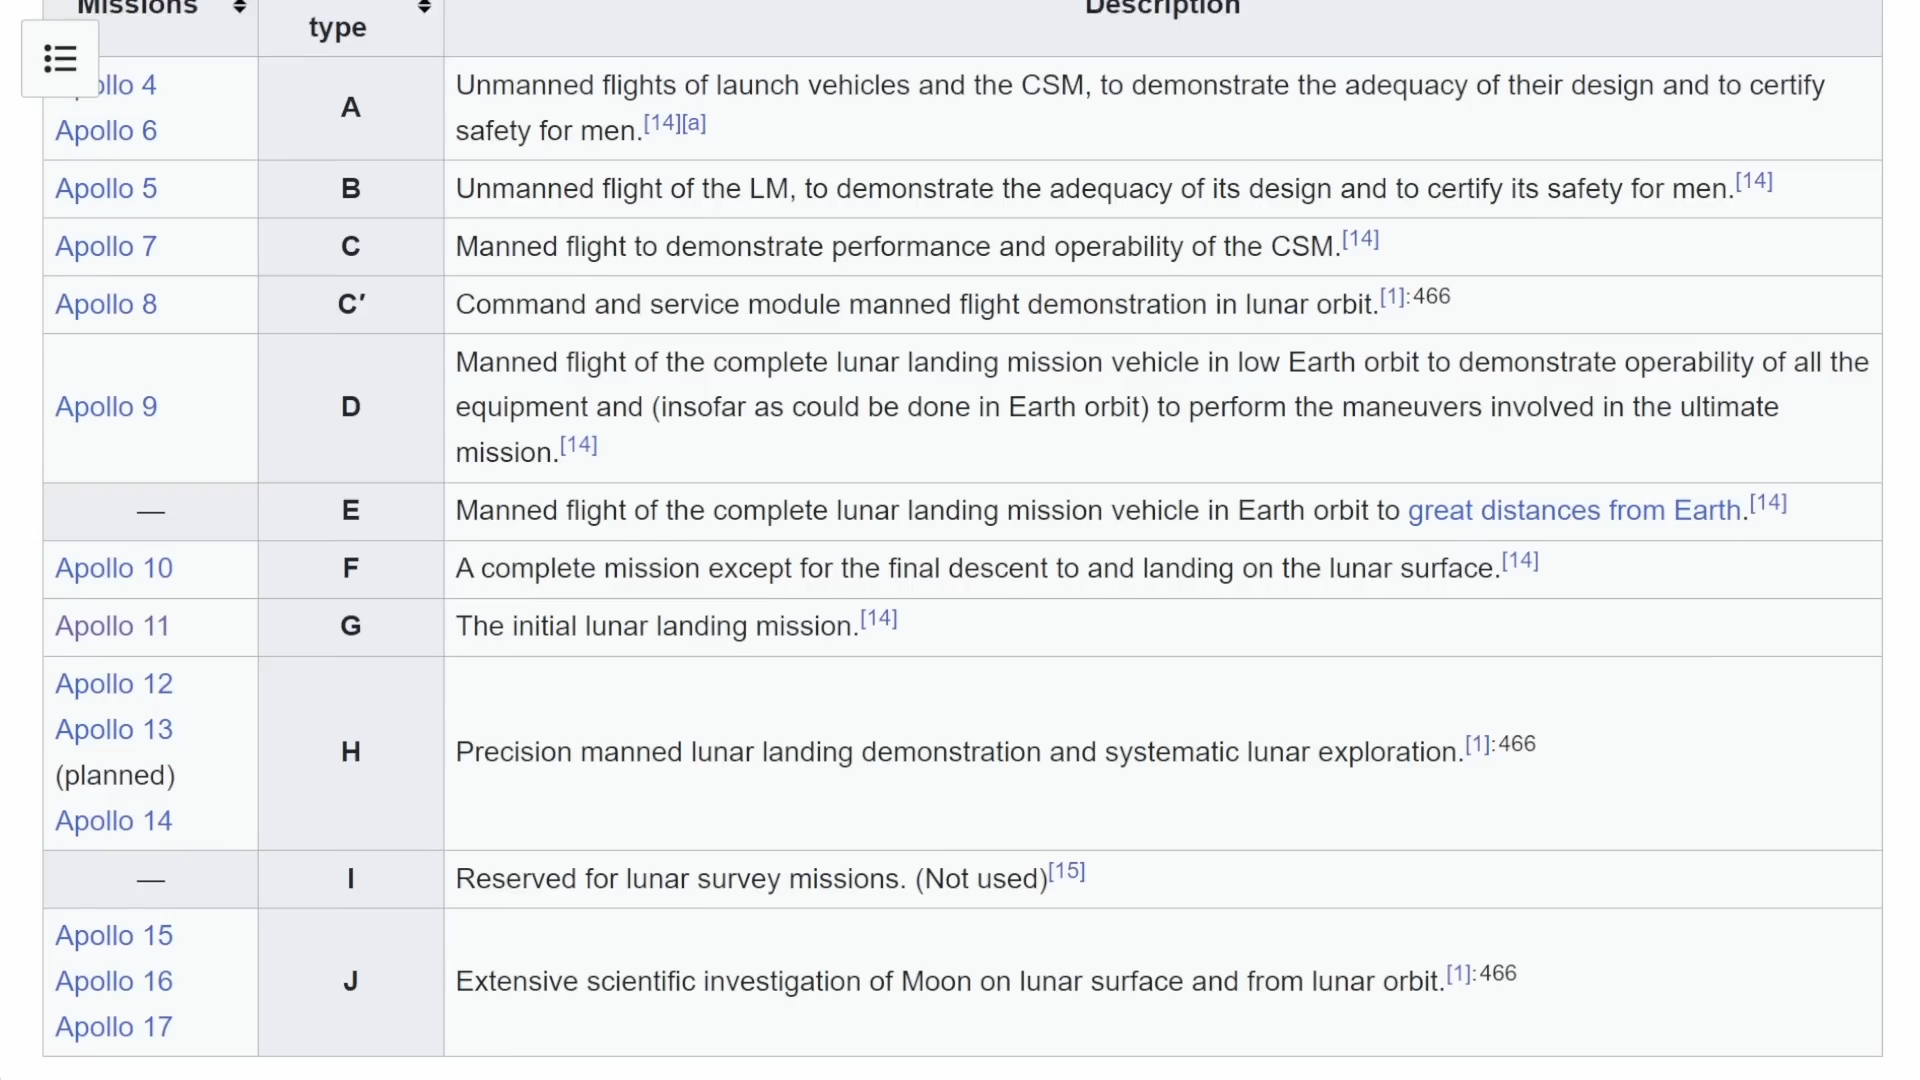 Missions
type
Description
ollo 4
Apollo 6
A
Unmanned flights of launch vehicles and the CSM, to demonstrate the adequacy of their design and to certify
safety for men.[14][a]
Apollo 5
B
Unmanned flight of the LM, to demonstrate the adequacy of its design and to certify its safety for men.[14]
Apollo 7
C
Manned flight to demonstrate performance and operability of the CSM.[14]
Apollo 8
C′
Command and service module manned flight demonstration in lunar orbit.[1]:466
Apollo 9
D
Manned flight of the complete lunar landing mission vehicle in low Earth orbit to demonstrate operability of all the
equipment and (insofar as could be done in Earth orbit) to perform the maneuvers involved in the ultimate
mission.[14]
—
E
Manned flight of the complete lunar landing mission vehicle in Earth orbit to great distances from Earth.[14]
Apollo 10
F
A complete mission except for the final descent to and landing on the lunar surface.[14]
Apollo 11
G
The initial lunar landing mission.[14]
Apollo 12
Apollo 13
(planned)
Apollo 14
H
Precision manned lunar landing demonstration and systematic lunar exploration.[1]:466
—
I
Reserved for lunar survey missions. (Not used)[15]
Apollo 15
Apollo 16
Apollo 17
J
Extensive scientific investigation of Moon on lunar surface and from lunar orbit.[1]:466